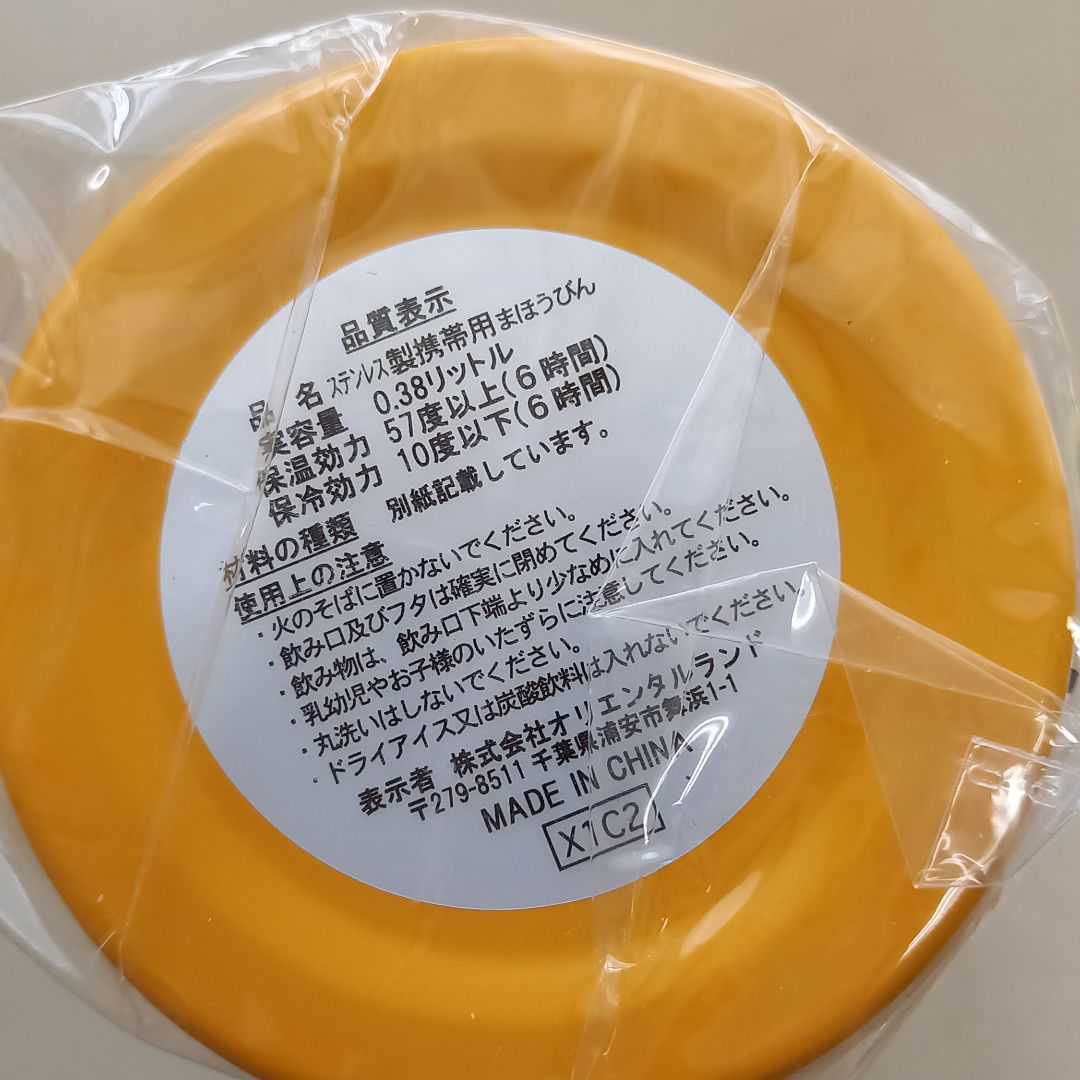 品質表示
品 名 ステンレス製携帯用まほうびん
実容量 0.38リットル
保温効力 57度以上(6時間)
保冷効力 10度以下(6時間)
材料の種類 別紙記載しています。
使用上の注意
・火のそばに置かないでください。
・飲み口及びフタは確実に閉めてください。
・飲み物は、飲み口下端より少なめに入れてください
・乳幼児やお子様のいたずらに注意してください。
・丸洗いはしないでください。
・ドライアイス又は炭酸飲料は入れないでください。
表示者 株式会社オリエンタルランド
〒279-8511 千葉県浦安市舞浜1-1
MADE IN CHINA
X1C2